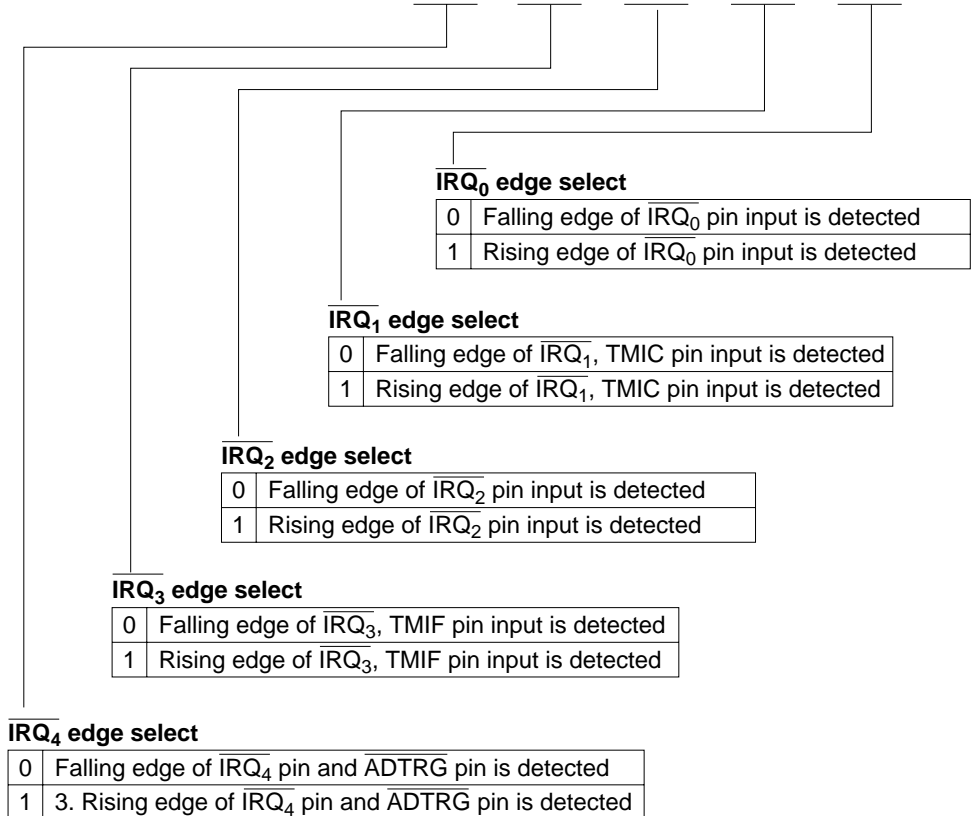 IRQ0 edge select
0 Falling edge of IRQ0 pin input is detected
1 Rising edge of IRQ0 pin input is detected
IRQ1 edge select
0 Falling edge of IRQ1, TMIC pin input is detected
1 Rising edge of IRQ1, TMIC pin input is detected
IRQ2 edge select
0 Falling edge of IRQ2 pin input is detected
1 Rising edge of IRQ2 pin input is detected
IRQ3 edge select
0 Falling edge of IRQ3, TMIF pin input is detected
1 Rising edge of IRQ3, TMIF pin input is detected
IRQ4 edge select
0 Falling edge of IRQ4 pin and ADTRG pin is detected
1 3. Rising edge of IRQ4 pin and ADTRG pin is detected